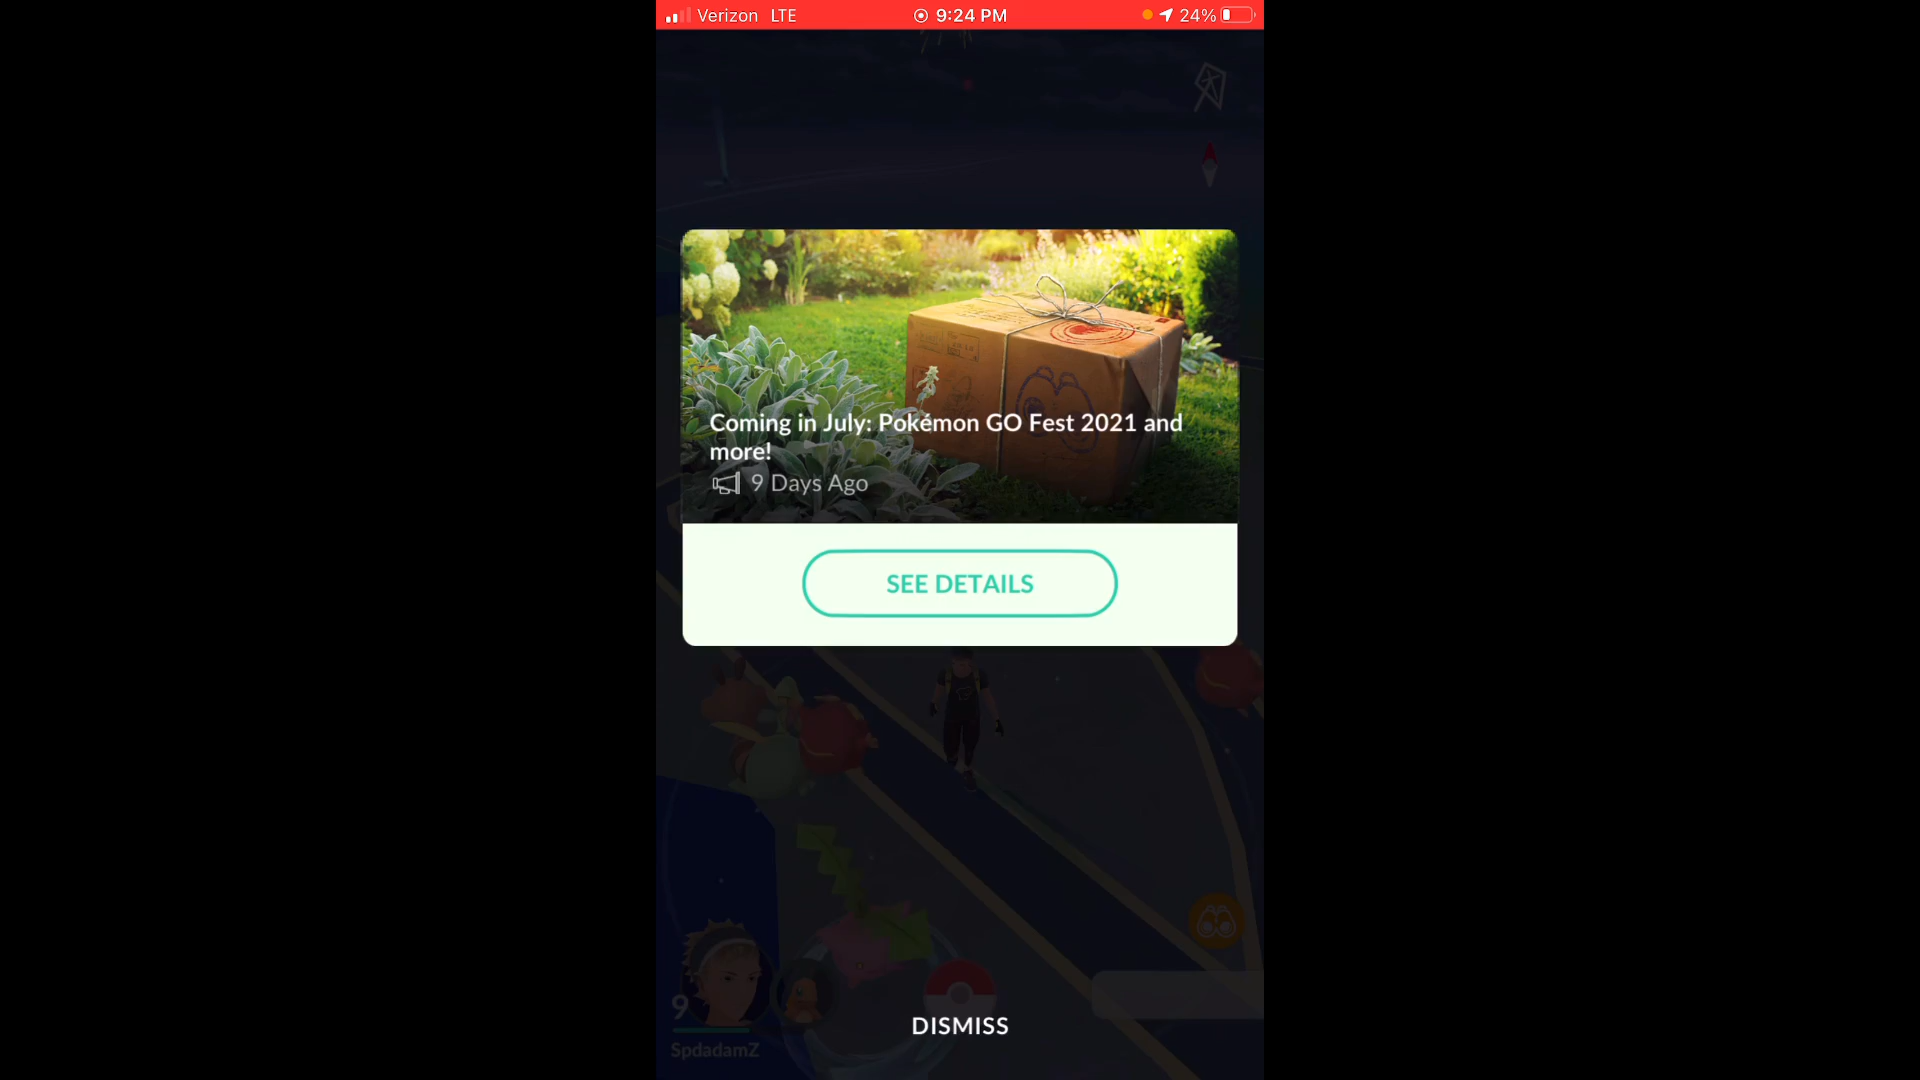 Verizon LTE 9:24 PM 24%
Coming in July: Pokémon GO Fest 2021 and
more!
9 Days Ago
SEE DETAILS
9
DISMISS
SpdadamZ